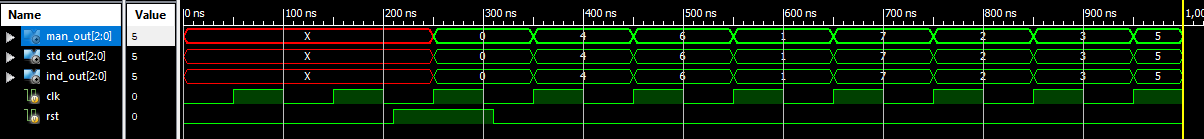 Name Value 0 ns 100 ns 200 ns 300 ns 400 ns 500 ns 600 ns 700 ns 800 ns 900 ns 1,00
man_out[2:0] 5 X 0 4 6 1 7 2 3 5
std_out[2:0] 5 X 0 4 6 1 7 2 3 5
ind_out[2:0] 5 X 0 4 6 1 7 2 3 5
clk 0
rst 0